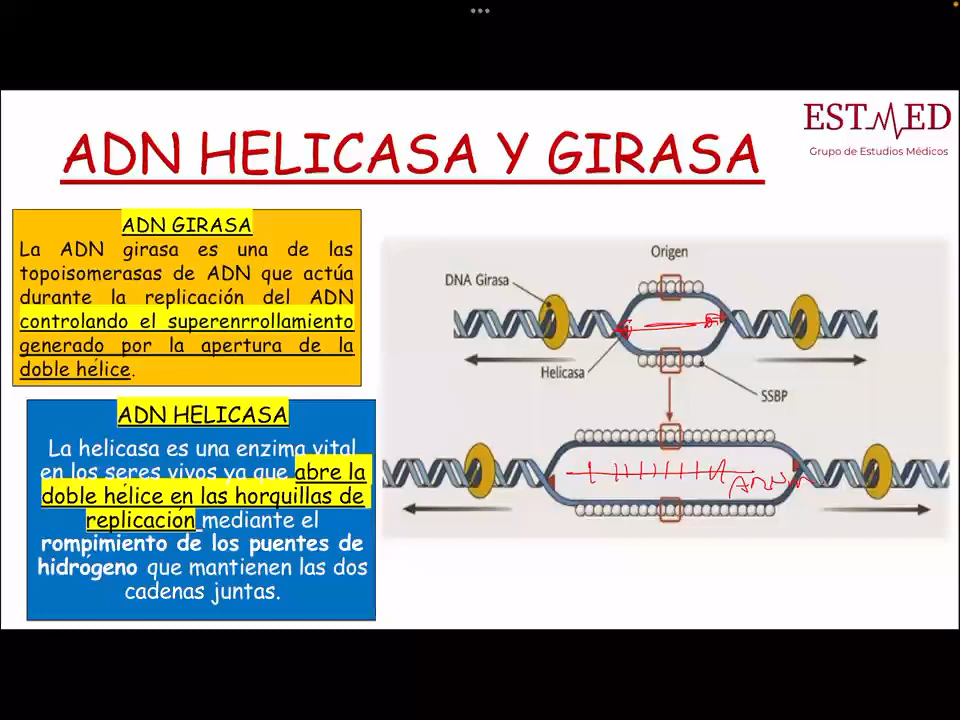 ADN HELICASA Y GIRASA
ESTMED
Grupo de Estudios Médicos
ADN GIRASA
La ADN girasa es una de las
topoisomerasas de ADN que actúa
durante la replicación del ADN
controlando el superenrrollamiento
generado por la apertura de la
doble hélice.
ADN HELICASA
La helicasa es una enzima vital
en los seres vivos ya que abre la
doble hélice en las horquillas de
replicación mediante el
rompimiento de los puentes de
hidrógeno que mantienen las dos
cadenas juntas.
Origen
DNA Girasa
Helicasa
SSBP